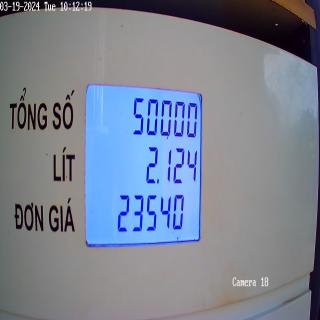 03-19-2024 Tue 10:12:19
TỔNG SỐ 50000
LÍT 2.124
ĐƠN GIÁ 23540
Camera 18